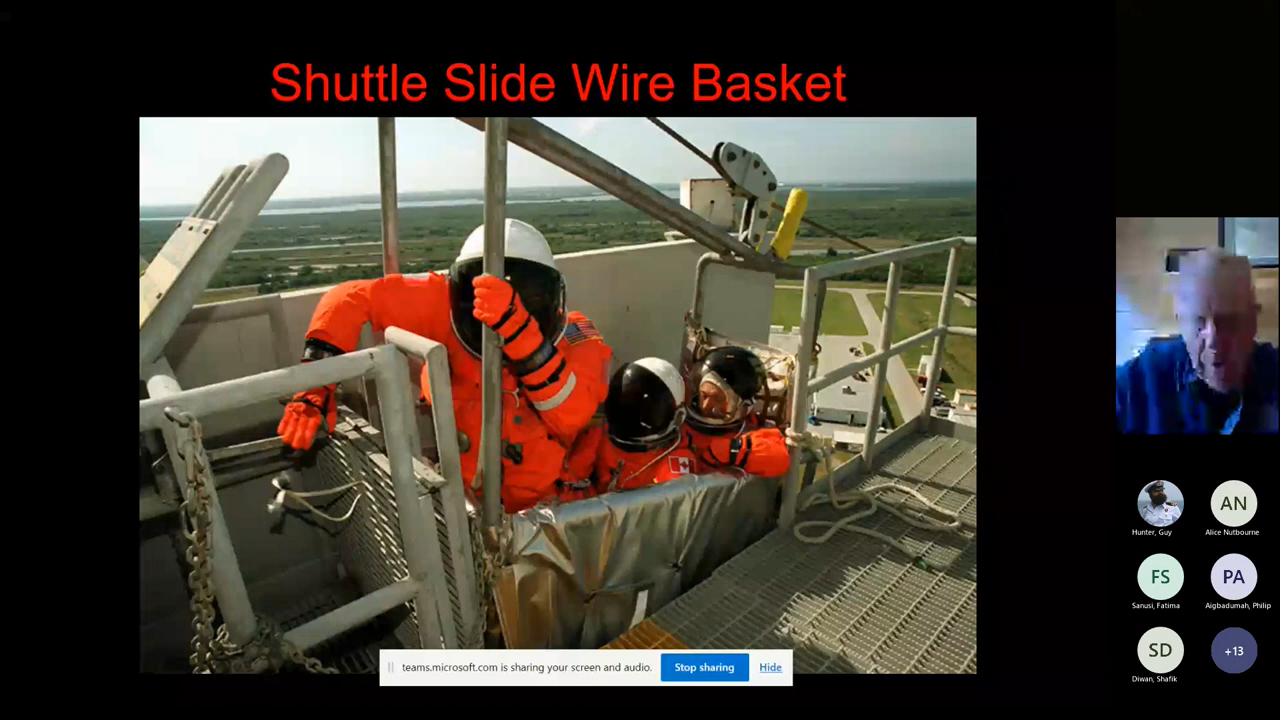 Shuttle Slide Wire Basket
teams.microsoft.com is sharing your screen and audio.
Stop sharing
Hide
AN
Hunter, Guy
Alice Nutbourne
FS
PA
Sanusi, Fatima
Aigbadumah, Philip
SD
+13
Diwan, Shafik